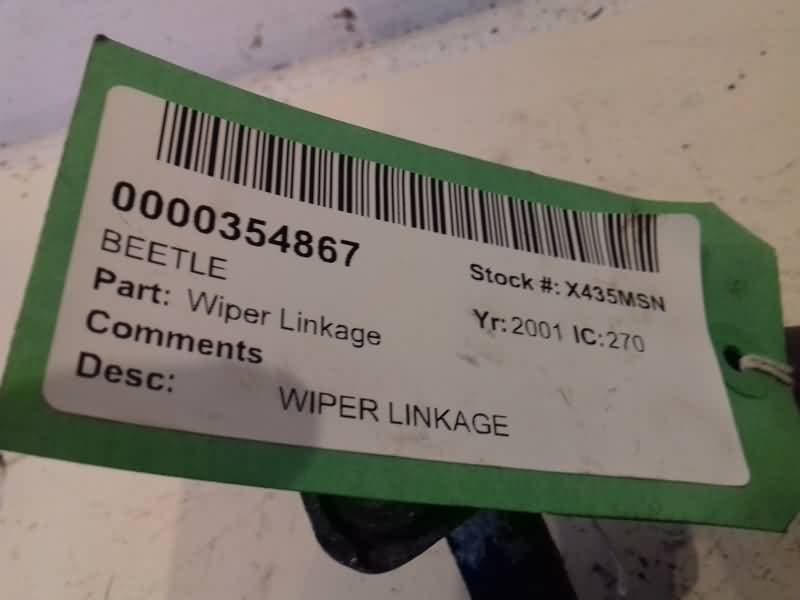 0000354867
BEETLE
Stock #: X435MSN
Part: Wiper Linkage
Yr: 2001 IC: 270
Comments
Desc: WIPER LINKAGE